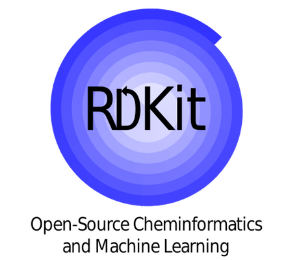 RDKit
Open-Source Cheminformatics
and Machine Learning